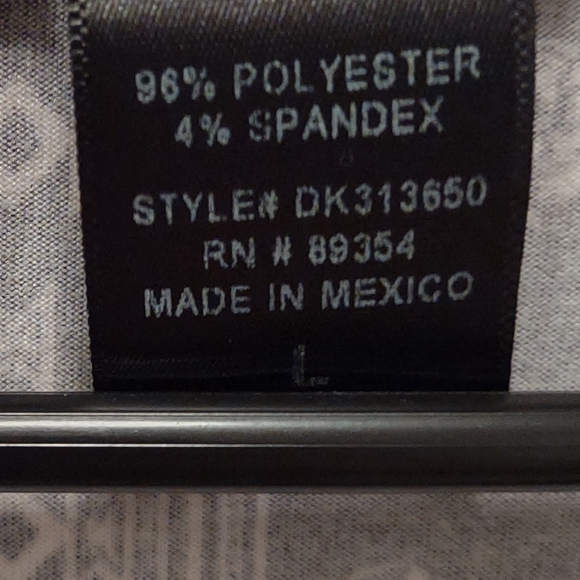 96% POLYESTER
4% SPANDEX
STYLE# DK313650
RN # 89354
MADE IN MEXICO
L